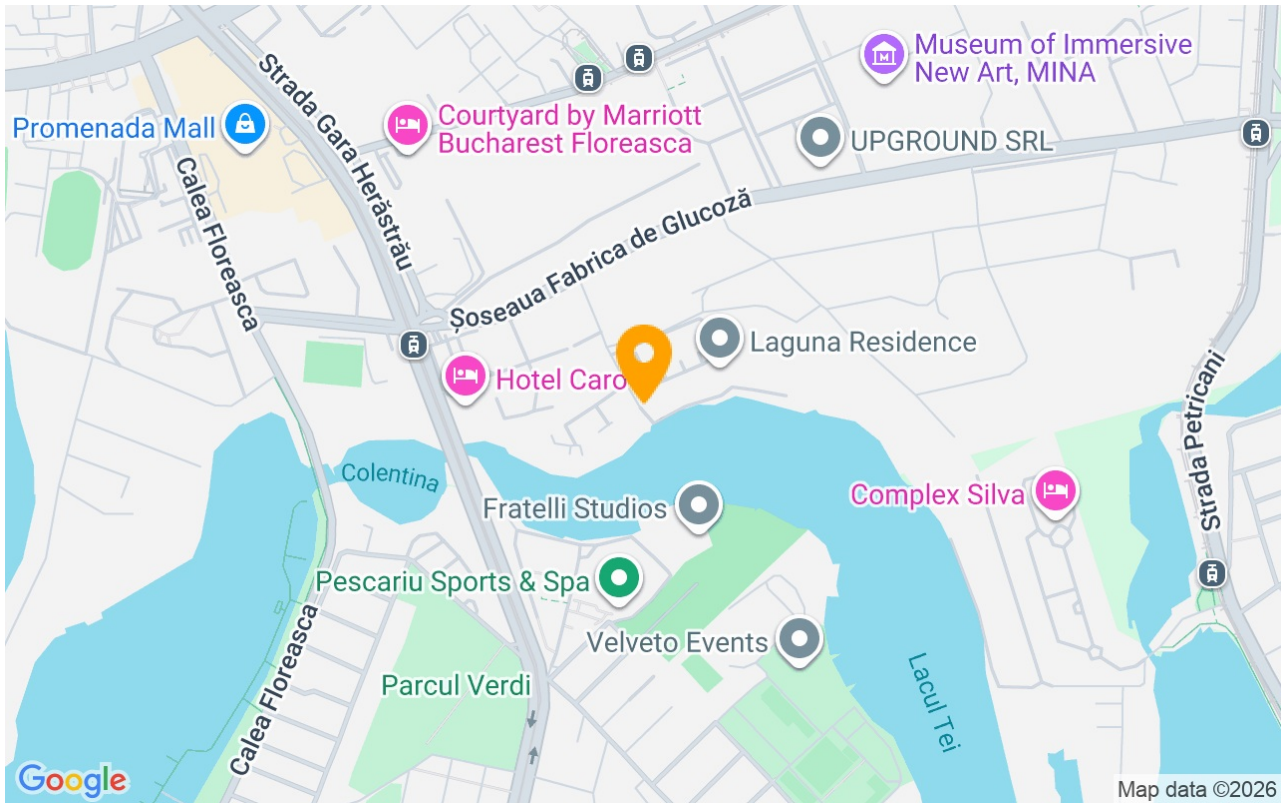 Strada Gara Herăstrău
Museum of Immersive
New Art, MINA
Promenada Mall
Courtyard by Marriott
Bucharest Floreasca
UPGROUND SRL
Calea Floreasca
Șoseaua Fabrica de Glucoză
Laguna Residence
Hotel Caro
Strada Petricani
Colentina
Complex Silva
Fratelli Studios
Pescariu Sports & Spa
Velveto Events
Calea Floreasca
Parcul Verdi
Lacul Tei
Google
Map data ©2026